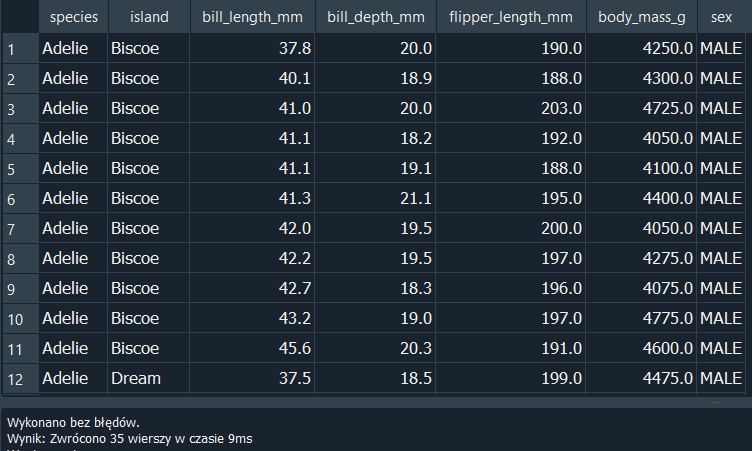 species island bill_length_mm bill_depth_mm flipper_length_mm body_mass_g sex
1 Adelie Biscoe 37.8 20.0 190.0 4250.0 MALE
2 Adelie Biscoe 40.1 18.9 188.0 4300.0 MALE
3 Adelie Biscoe 41.0 20.0 203.0 4725.0 MALE
4 Adelie Biscoe 41.1 18.2 192.0 4050.0 MALE
5 Adelie Biscoe 41.1 19.1 188.0 4100.0 MALE
6 Adelie Biscoe 41.3 21.1 195.0 4400.0 MALE
7 Adelie Biscoe 42.0 19.5 200.0 4050.0 MALE
8 Adelie Biscoe 42.2 19.5 197.0 4275.0 MALE
9 Adelie Biscoe 42.7 18.3 196.0 4075.0 MALE
10 Adelie Biscoe 43.2 19.0 197.0 4775.0 MALE
11 Adelie Biscoe 45.6 20.3 191.0 4600.0 MALE
12 Adelie Dream 37.5 18.5 199.0 4475.0 MALE
Wykonano bez błędów.
Wynik: Zwrócono 35 wierszy w czasie 9ms